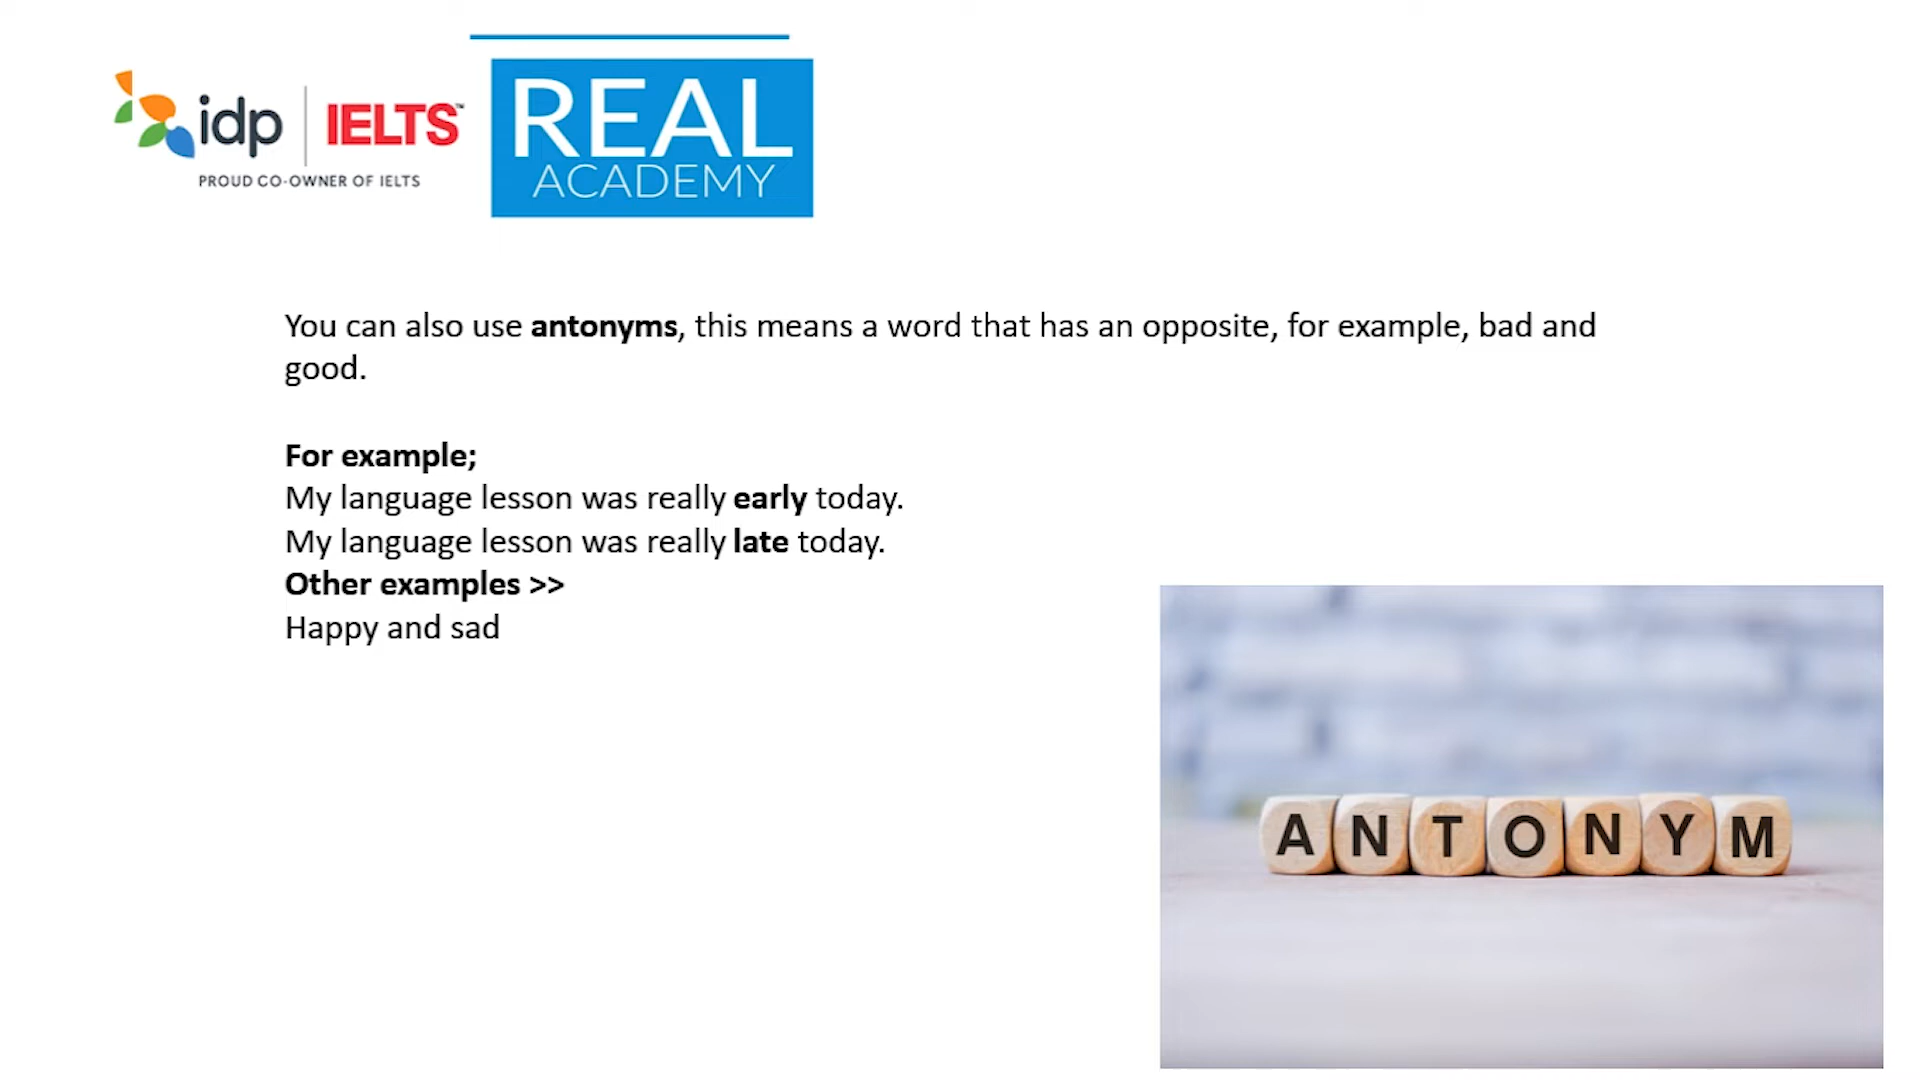 idp
IELTS™
PROUD CO-OWNER OF IELTS
REAL
ACADEMY
You can also use antonyms, this means a word that has an opposite, for example, bad and
good.
For example;
My language lesson was really early today.
My language lesson was really late today.
Other examples >>
Happy and sad
ANTONYM